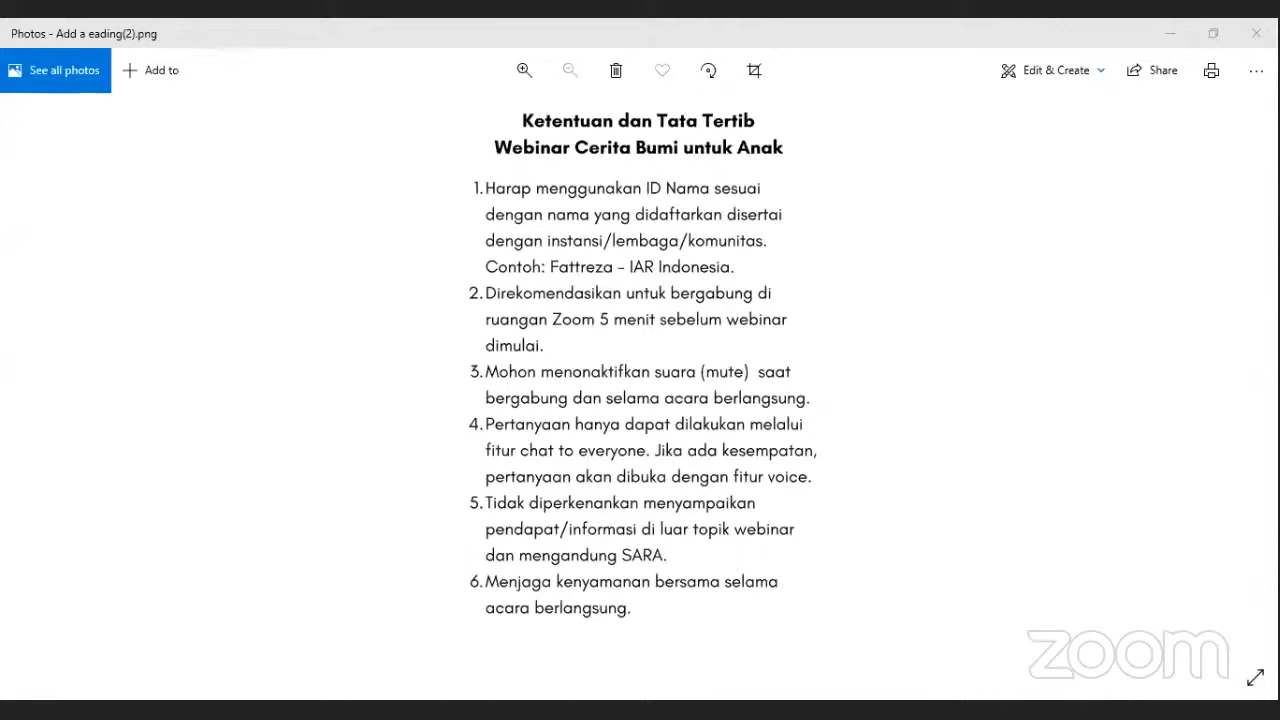 Photos - Add a eading(2).png
See all photos
Add to
Edit & Create
Share
Ketentuan dan Tata Tertib
Webinar Cerita Bumi untuk Anak
1. Harap menggunakan ID Nama sesuai
dengan nama yang didaftarkan disertai
dengan instansi/lembaga/komunitas.
Contoh: Fattreza - IAR Indonesia.
2. Direkomendasikan untuk bergabung di
ruangan Zoom 5 menit sebelum webinar
dimulai.
3. Mohon menonaktifkan suara (mute)  saat
bergabung dan selama acara berlangsung.
4. Pertanyaan hanya dapat dilakukan melalui
fitur chat to everyone. Jika ada kesempatan,
pertanyaan akan dibuka dengan fitur voice.
5. Tidak diperkenankan menyampaikan
pendapat/informasi di luar topik webinar
dan mengandung SARA.
6. Menjaga kenyamanan bersama selama
acara berlangsung.
zoom